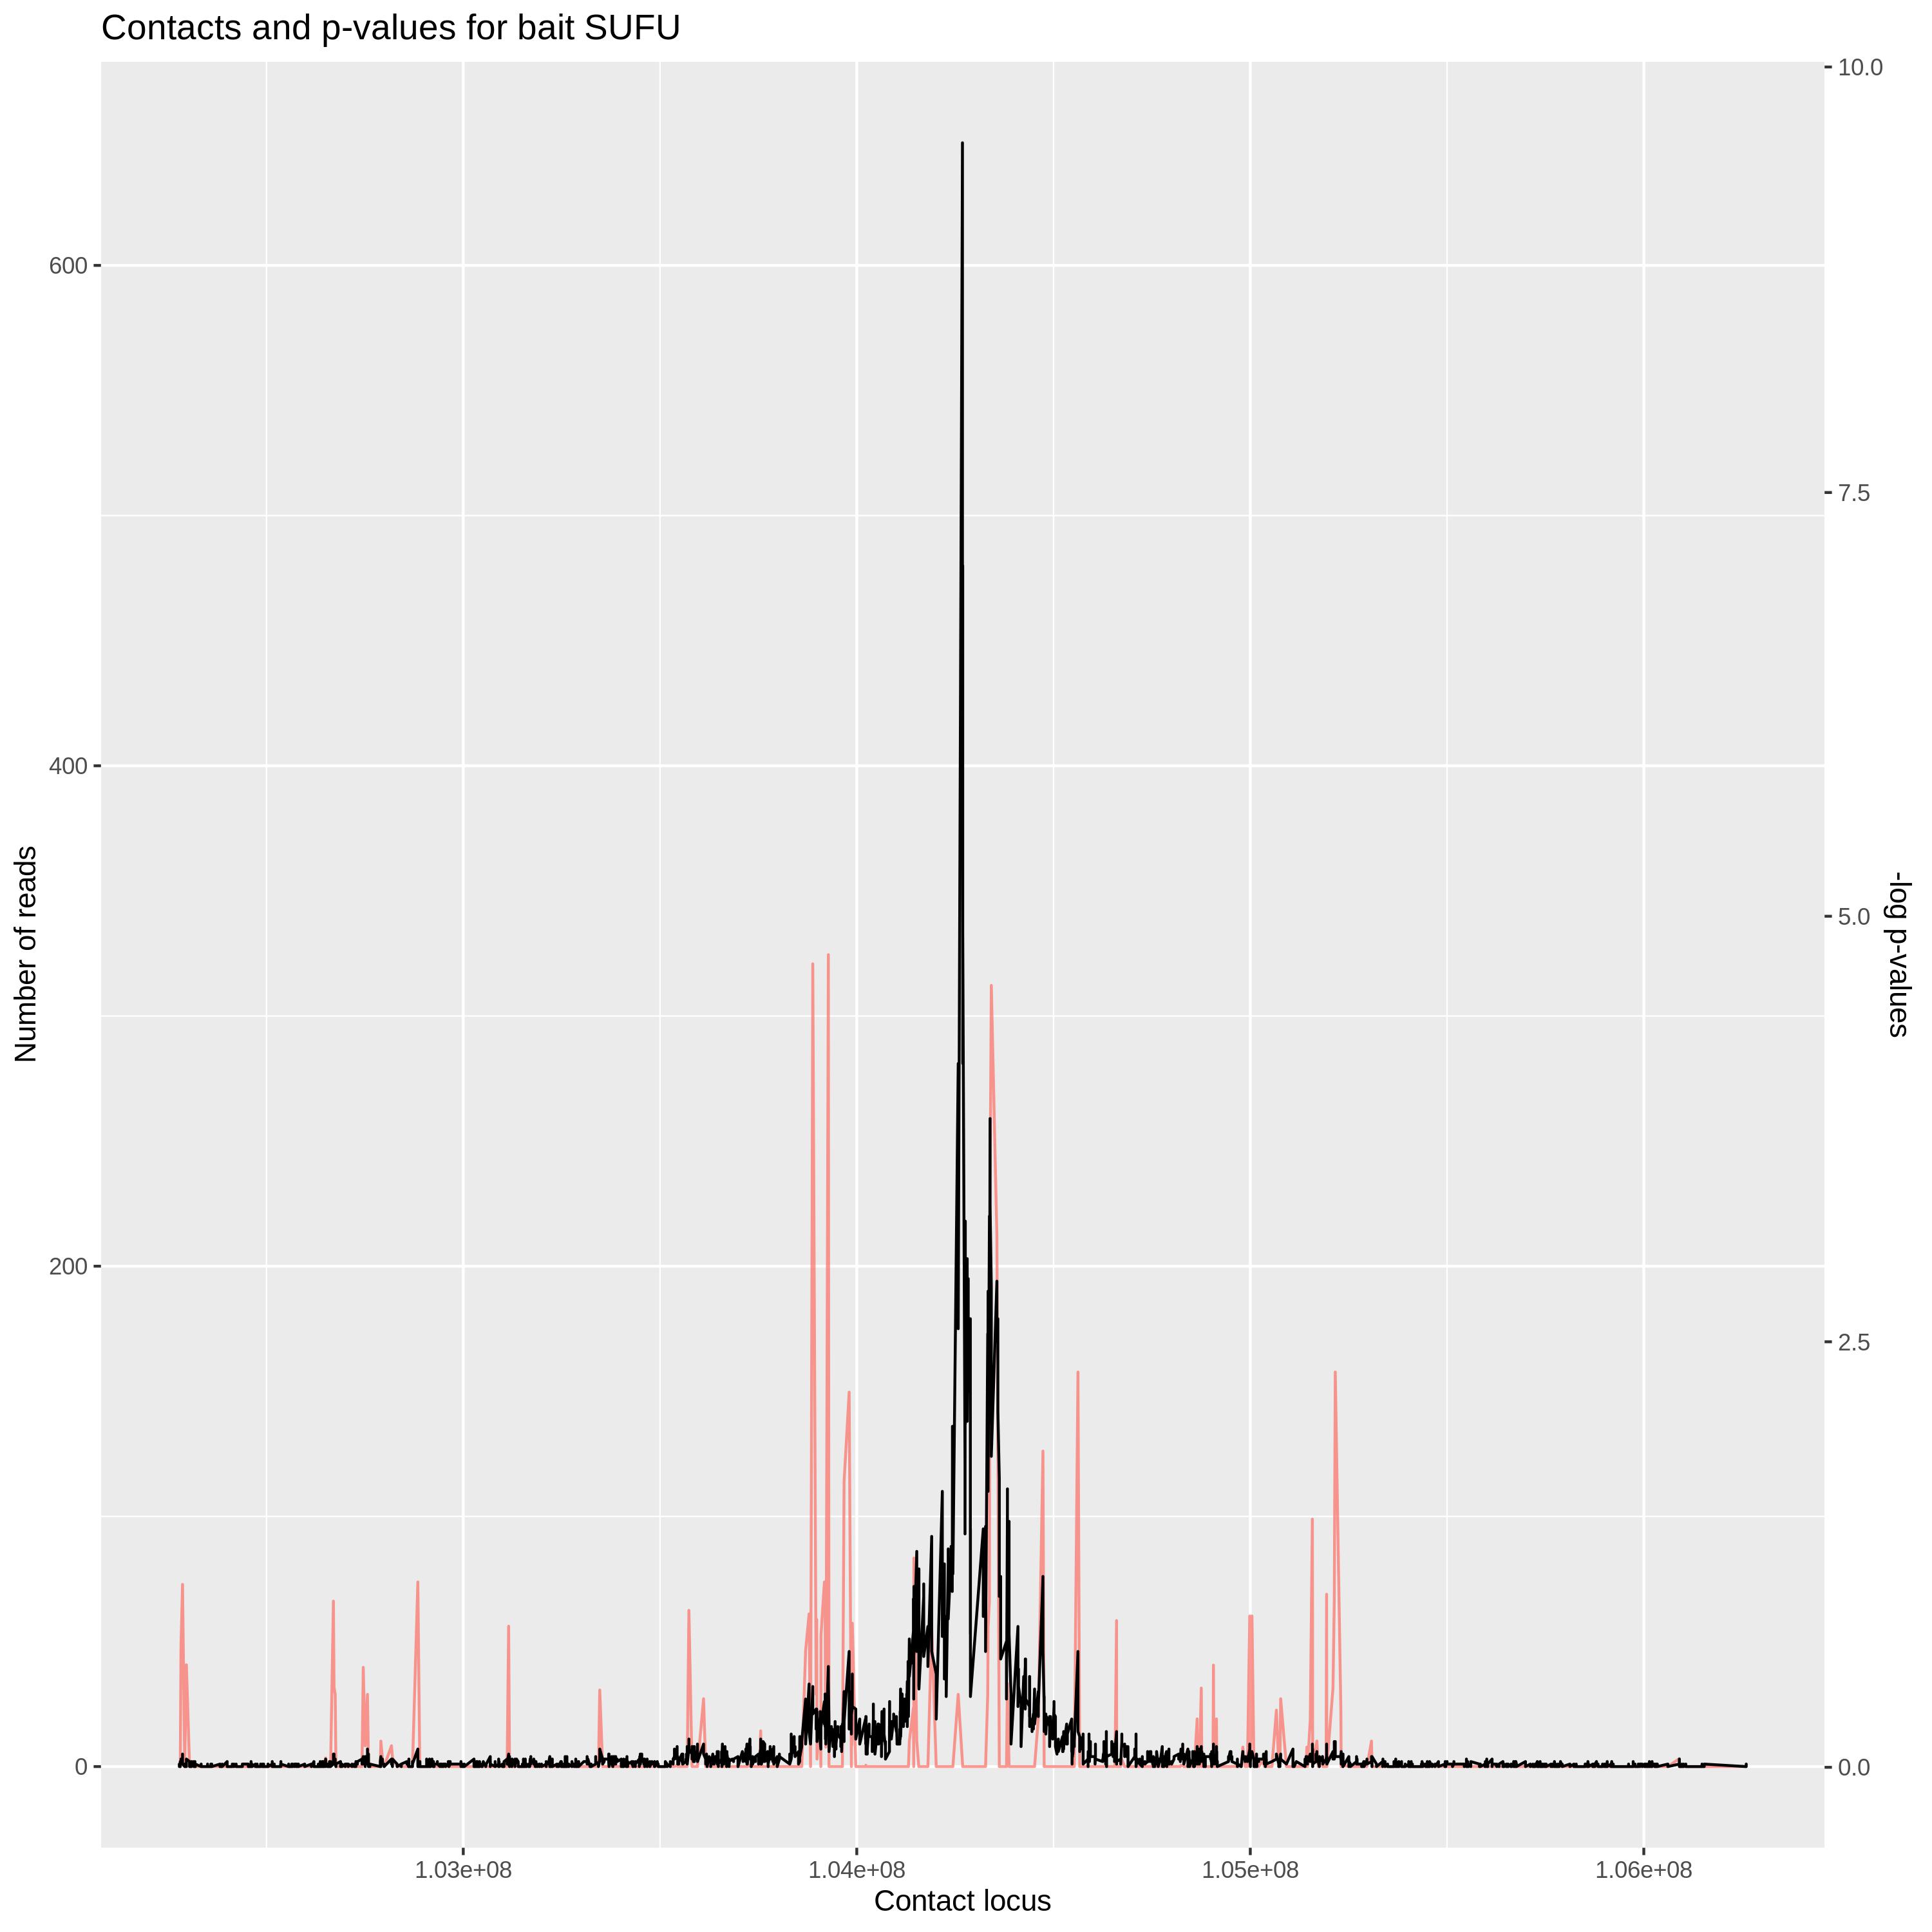 Contacts and p-values for bait SUFU
Number of reads
600
400
200
0
10.0
7.5
5.0
2.5
0.0
-log p-values
1.03e+08
1.04e+08
1.05e+08
1.06e+08
Contact locus